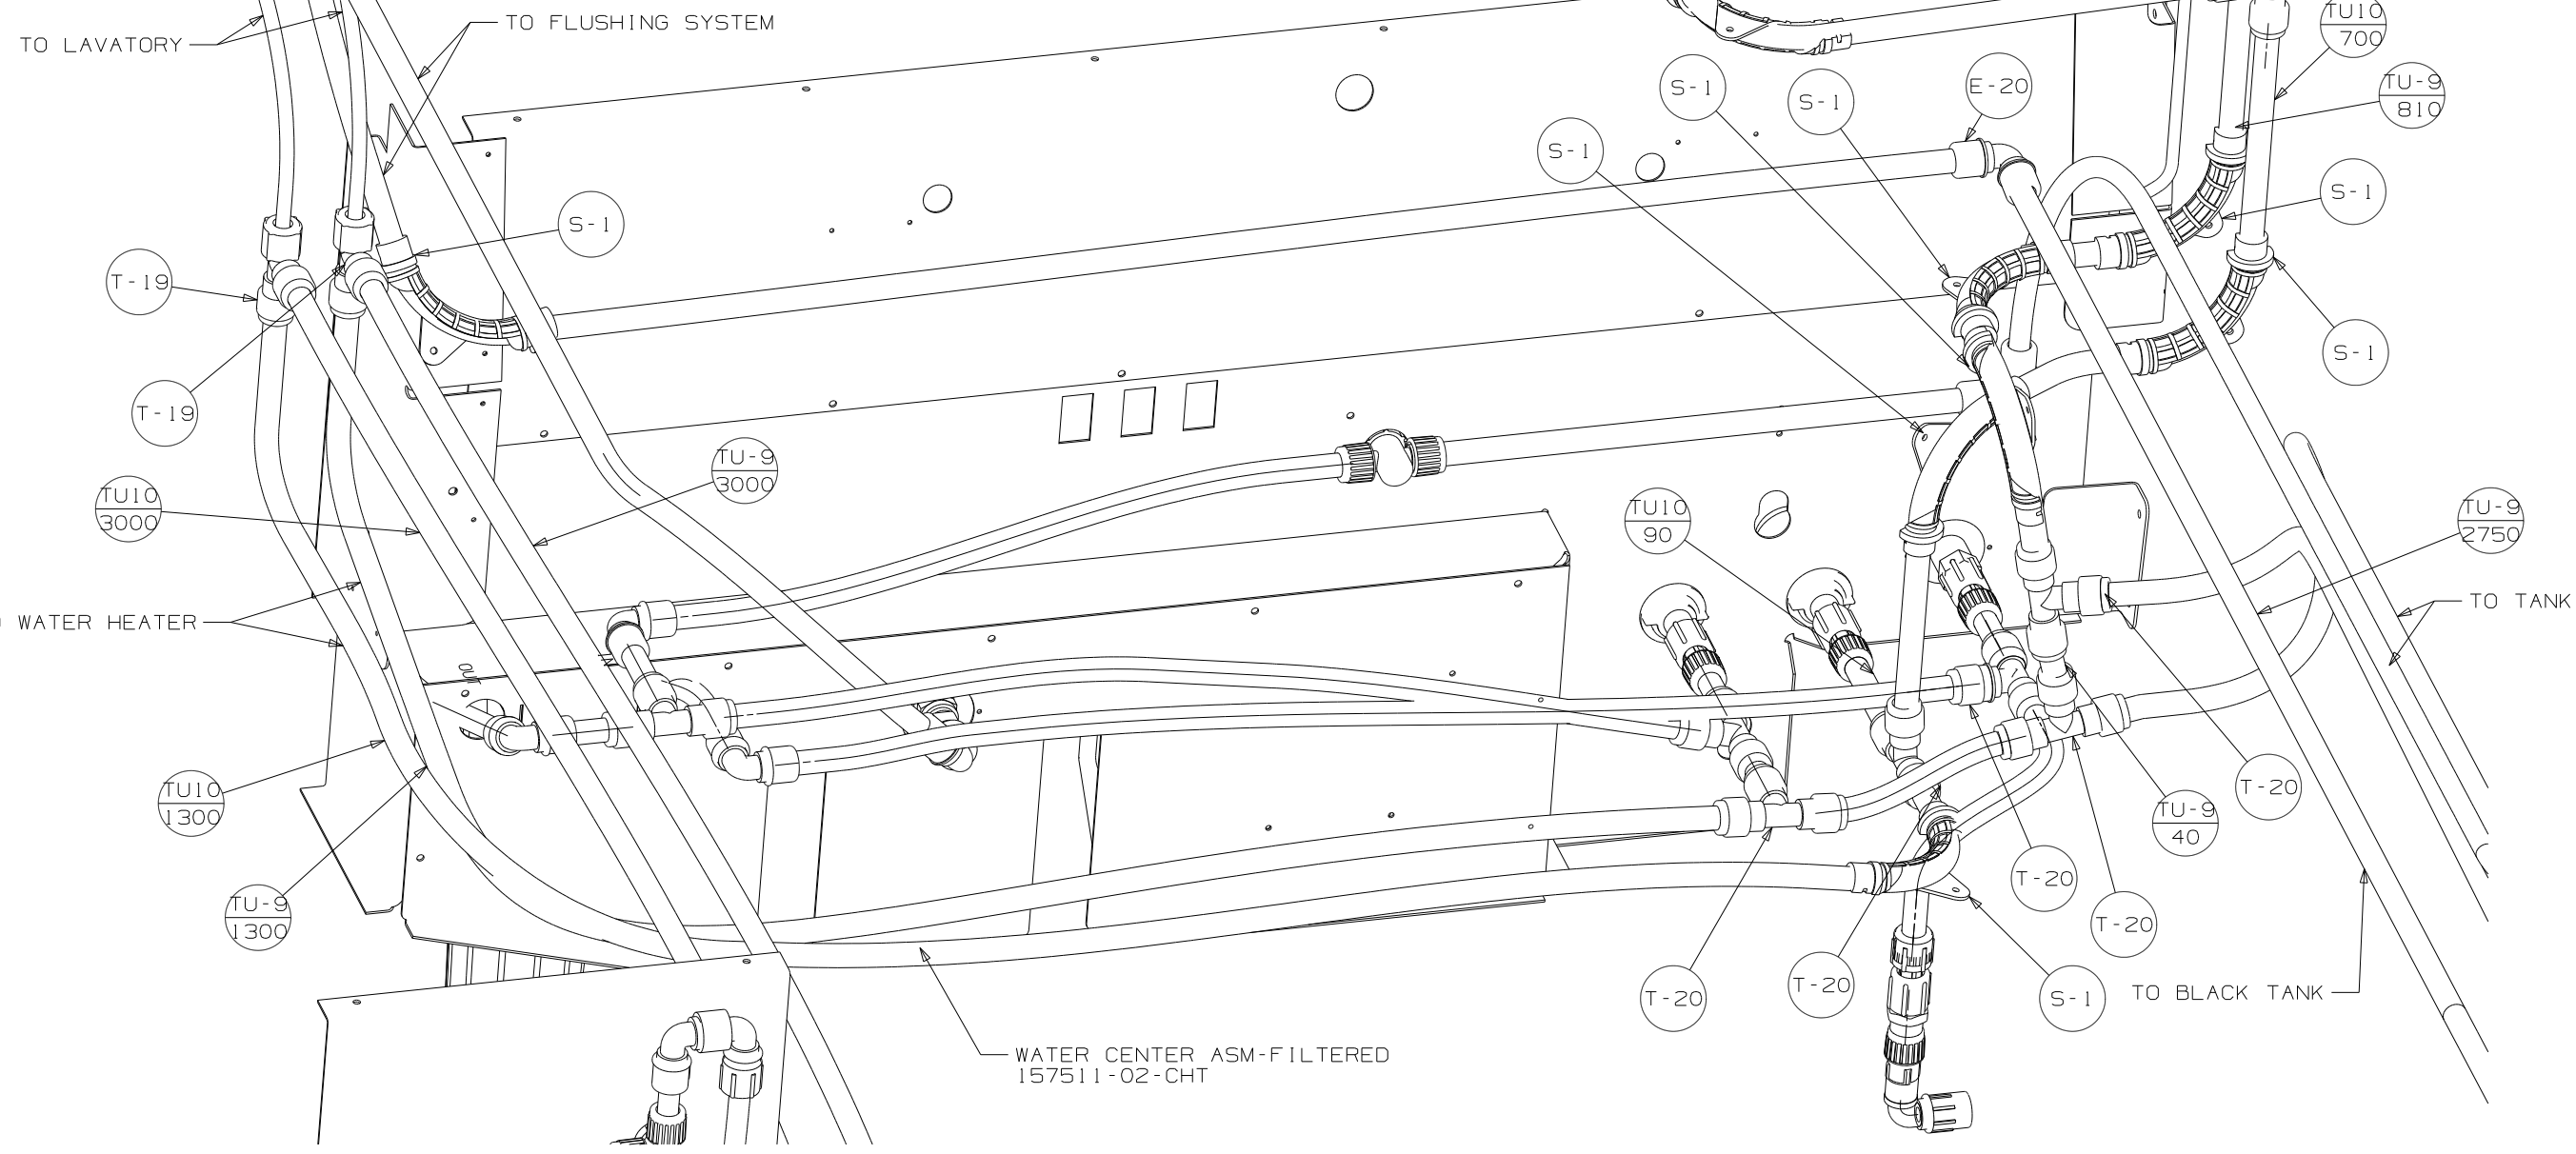 TO LAVATORY
TO FLUSHING SYSTEM
TU10
700
TU-9
810
E-20
S-1
S-1
S-1
S-1
S-1
S-1
T-19
T-19
TU-9
3000
TU10
3000
TU10
90
TU-9
2750
WATER HEATER
TO TANK
OUT
TU10
1300
TU-9
1300
T-20
TU-9
40
T-20
T-20
T-20
T-20
S-1
TO BLACK TANK
WATER CENTER ASM-FILTERED
157511-02-CHT